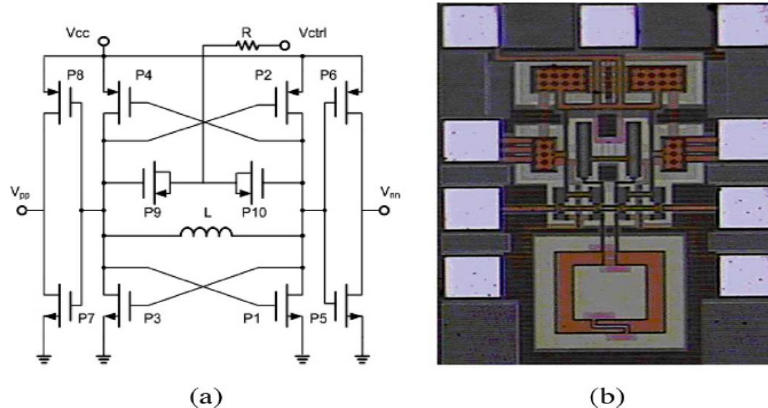 Vcc R Vctrl
P8 P4 P2 P6
Vpp Vnn
P9 P10
L
P7 P3 P1 P5
(a) (b)